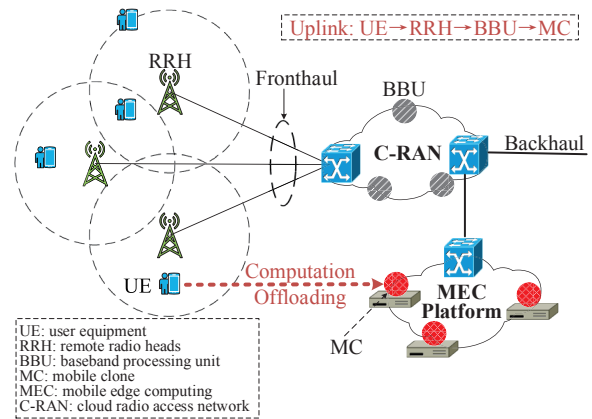 Uplink: UE→RRH→BBU→MC
RRH
Fronthaul
BBU
C-RAN
Backhaul
UE
Computation
Offloading
MEC
Platform
MC
UE: user equipment
RRH: remote radio heads
BBU: baseband processing unit
MC: mobile clone
MEC: mobile edge computing
C-RAN: cloud radio access network